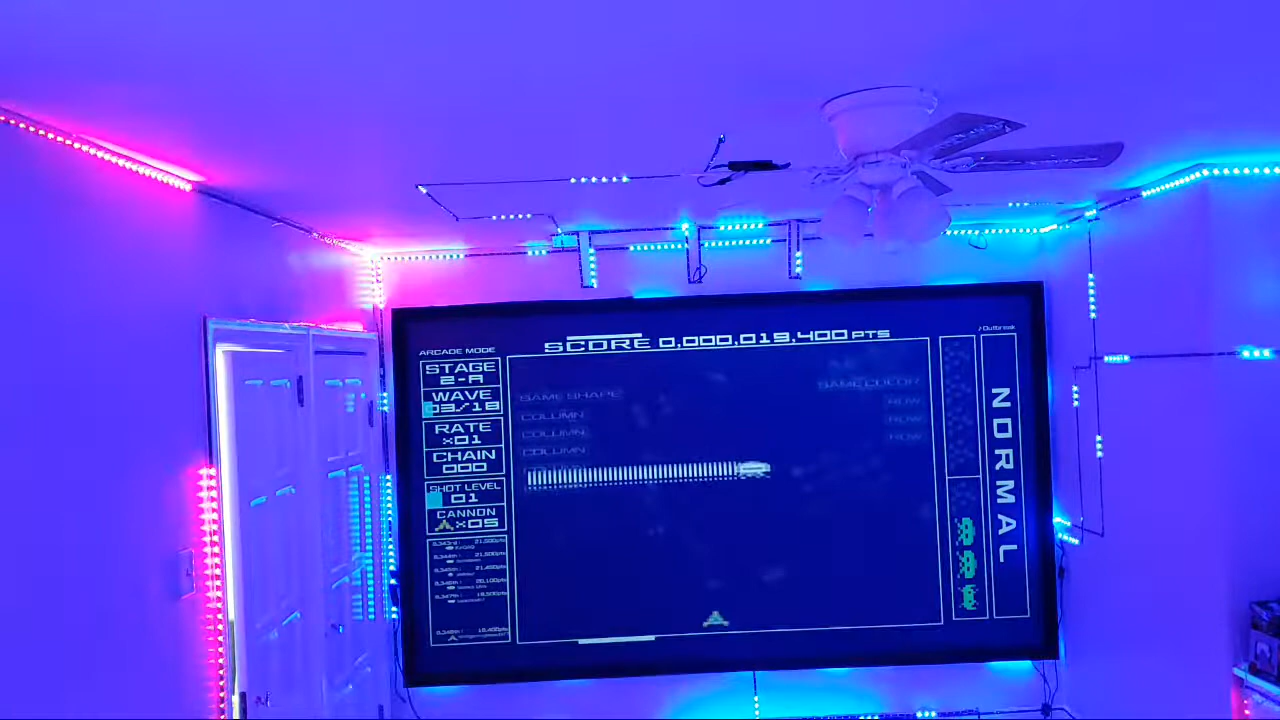 ARCADE MODE
SCORE 0,000,019,400 PTS
♪Outbreak
STAGE
2-A
WAVE
03/18
RATE
×01
CHAIN
000
SHOT LEVEL
01
CANNON
×05
SAME SHAPE
COLUMN
COLUMN
COLUMN
SAME COLOR
ROW
ROW
ROW
NORMAL